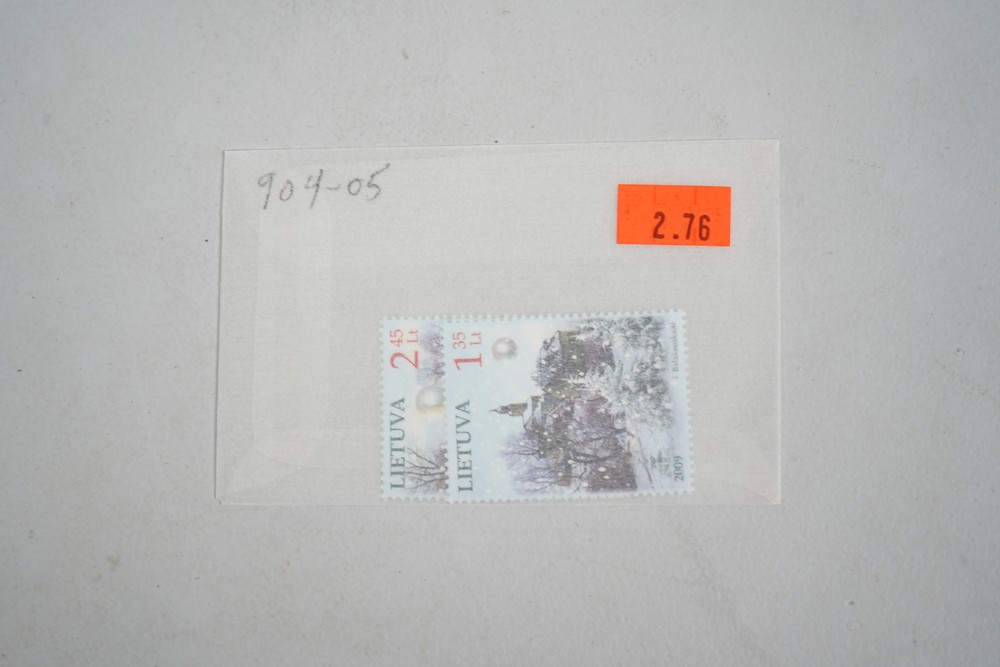 904-05
2.76
LIETUVA 2 45 Lt
LIETUVA 1 35 Lt
2009